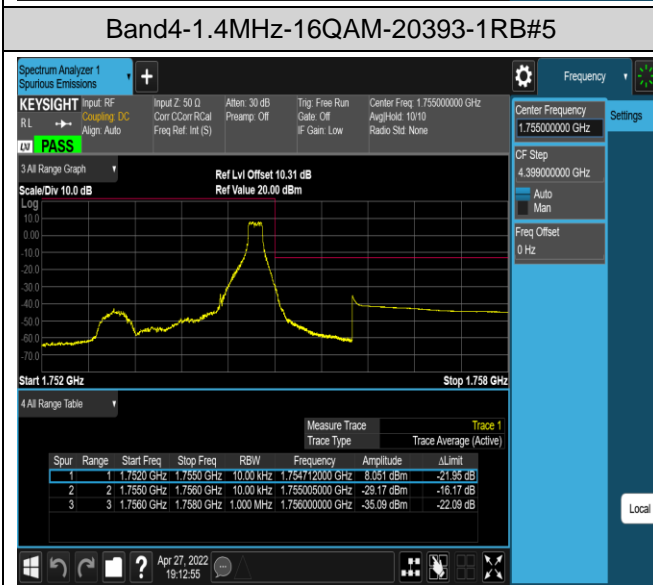 Band4-1.4MHz-16QAM-20393-1RB#5
Spectrum Analyzer 1
Spurious Emissions
Frequency
KEYSIGHT Input: RF Input Z: 50 Ω Atten: 30 dB Trig: Free Run Center Freq: 1.755000000 GHz
RL Coupling: DC Corr CCorr RCal Preamp: Off Gate: Off Avg|Hold: 10/10
Align: Auto Freq Ref: Int (S) IF Gain: Low Radio Std: None
LXI PASS
Center Frequency
1.755000000 GHz
Settings
CF Step
4.399000000 GHz
Auto
Man
Freq Offset
0 Hz
Local
3 All Range Graph
Ref Lvl Offset 10.31 dB
Scale/Div 10.0 dB Ref Value 20.00 dBm
Log
10.0
0.00
-10.0
-20.0
-30.0
-40.0
-50.0
-60.0
-70.0
Start 1.752 GHz Stop 1.758 GHz
4 All Range Table
Measure Trace Trace 1
Trace Type Trace Average (Active)
Spur Range Start Freq Stop Freq RBW Frequency Amplitude ΔLimit
1 1 1.7520 GHz 1.7550 GHz 10.00 kHz 1.754712000 GHz 8.051 dBm -21.95 dB
2 2 1.7550 GHz 1.7560 GHz 10.00 kHz 1.755005000 GHz -29.17 dBm -16.17 dB
3 3 1.7560 GHz 1.7580 GHz 1.000 MHz 1.756000000 GHz -35.09 dBm -22.09 dB
Apr 27, 2022
19:12:55